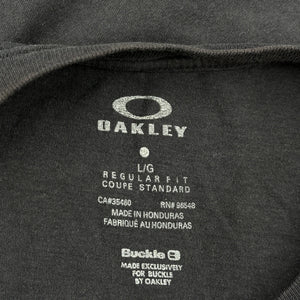 OAKLEY
L/G
REGULAR FIT
COUPE STANDARD
CA#35480 RN# 96548
MADE IN HONDURAS
FABRIQUÉ AU HONDURAS
Buckle B
MADE EXCLUSIVELY
FOR BUCKLE
BY OAKLEY